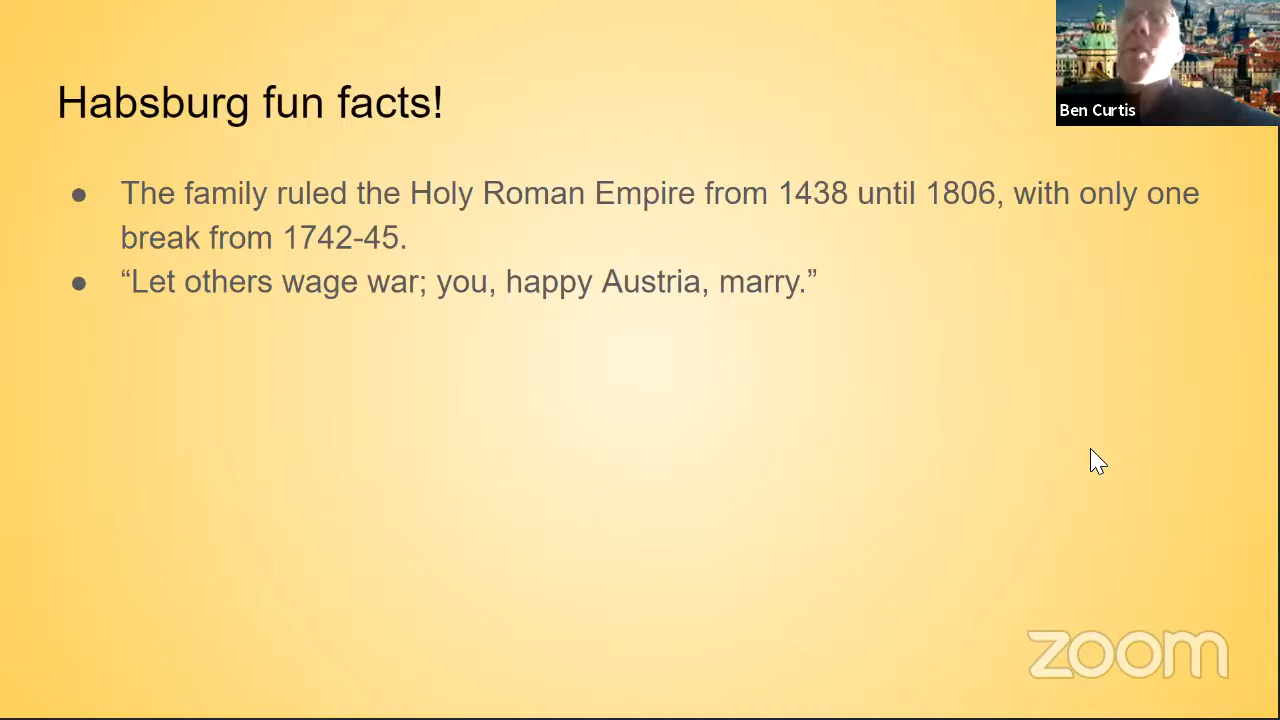 Ben Curtis
Habsburg fun facts!
● The family ruled the Holy Roman Empire from 1438 until 1806, with only one
break from 1742-45.
● “Let others wage war; you, happy Austria, marry.”
zoom